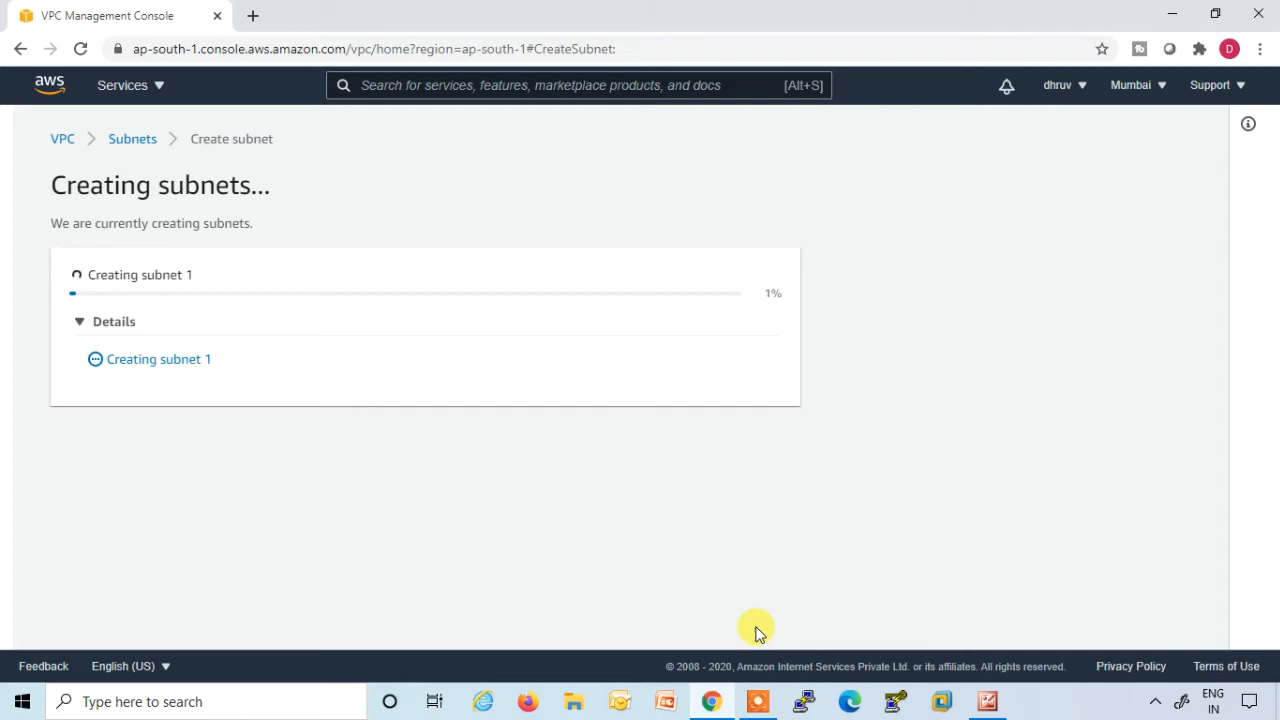 VPC Management Console
ap-south-1.console.aws.amazon.com/vpc/home?region=ap-south-1#CreateSubnet:
aws Services Search for services, features, marketplace products, and docs [Alt+S] dhruv Mumbai Support
VPC Subnets Create subnet
Creating subnets...
We are currently creating subnets.
Creating subnet 1
1%
Details
Creating subnet 1
Feedback English (US) © 2008 - 2020, Amazon Internet Services Private Ltd. or its affiliates. All rights reserved. Privacy Policy Terms of Use
Type here to search
ENG
IN